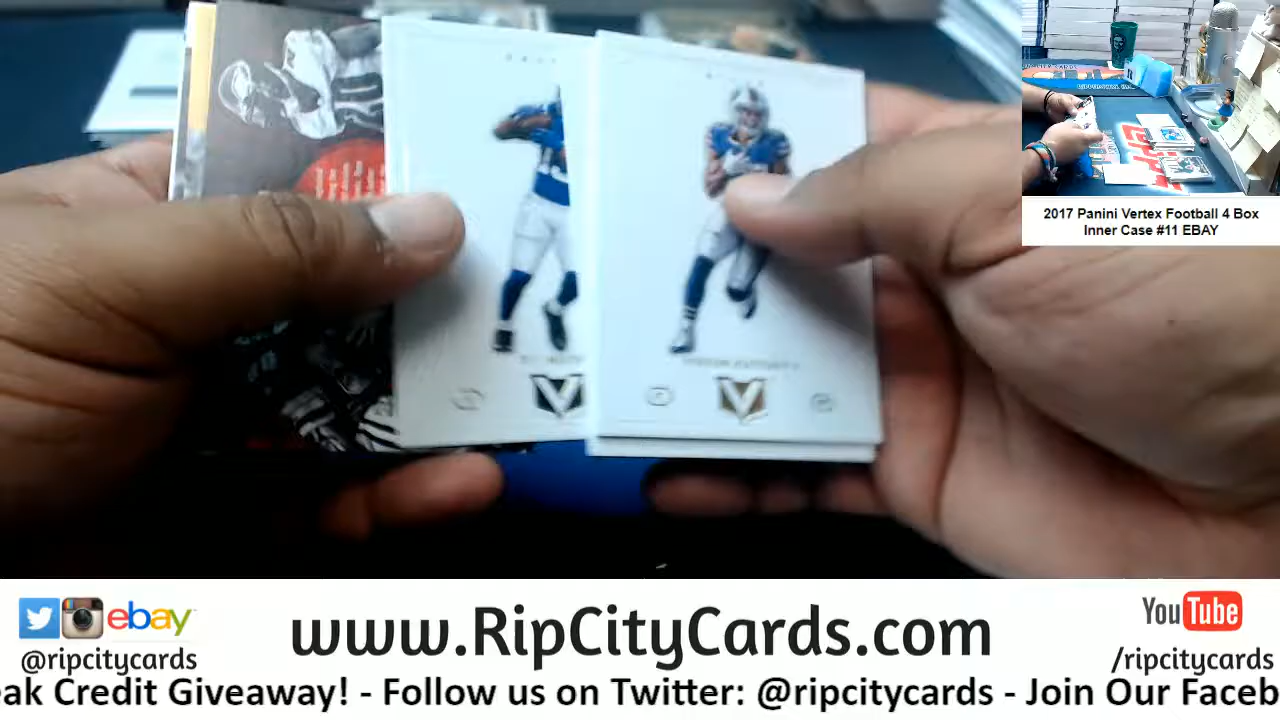 2017 Panini Vertex Football 4 Box
Inner Case #11 EBAY
ebay
@ripcitycards
www.RipCityCards.com
YouTube
/ripcitycards
eak Credit Giveaway! - Follow us on Twitter: @ripcitycards - Join Our Faceb